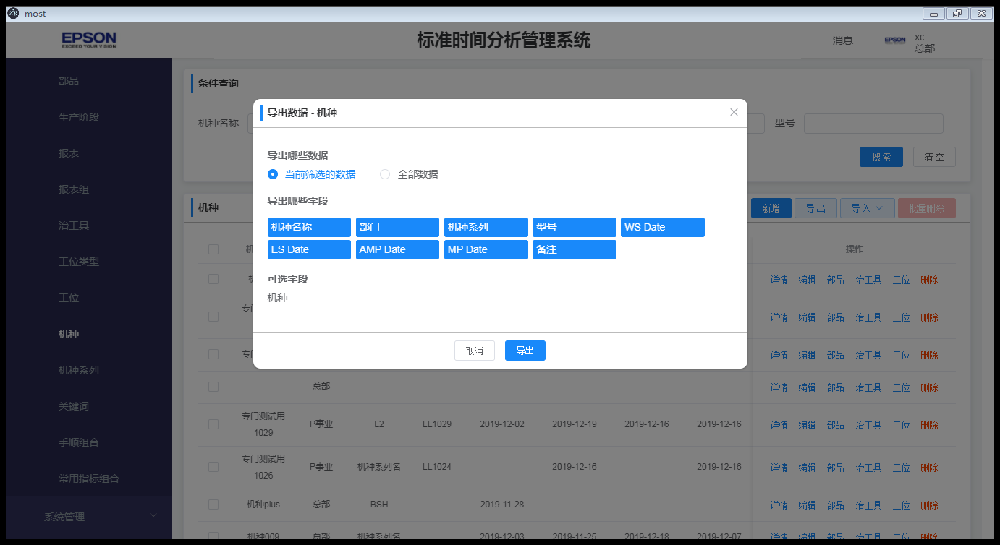 most
EPSON
EXCEED YOUR VISION
标准时间分析管理系统
消息
EPSON
xc
总部
部品
生产阶段
报表
报表组
治工具
工位类型
工位
机种
机种系列
关键词
手顺组合
常用指标组合
系统管理
条件查询
机种名称
型号
搜索 清空
机种
新增 导出 导入 批量删除
导出数据 - 机种
导出哪些数据
当前筛选的数据 全部数据
导出哪些字段
机种名称 部门 机种系列 型号 WS Date
ES Date AMP Date MP Date 备注
可选字段
机种
取消 导出
操作
详情 编辑 部品 治工具 工位 删除
详情 编辑 部品 治工具 工位 删除
详情 编辑 部品 治工具 工位 删除
总部 详情 编辑 部品 治工具 工位 删除
专门测试用
1029 P事业 L2 LL1029 2019-12-02 2019-12-19 2019-12-16 2019-12-16 详情 编辑 部品 治工具 工位 删除
专门测试用
1026 P事业 机种系列名 LL1024 2019-12-16 2019-12-16 详情 编辑 部品 治工具 工位 删除
机种plus 总部 BSH 2019-11-28 详情 编辑 部品 治工具 工位 删除
机种009 总部 机种系列名 2019-12-03 2019-11-25 2019-12-18 2019-12-07 详情 编辑 部品 治工具 工位 删除